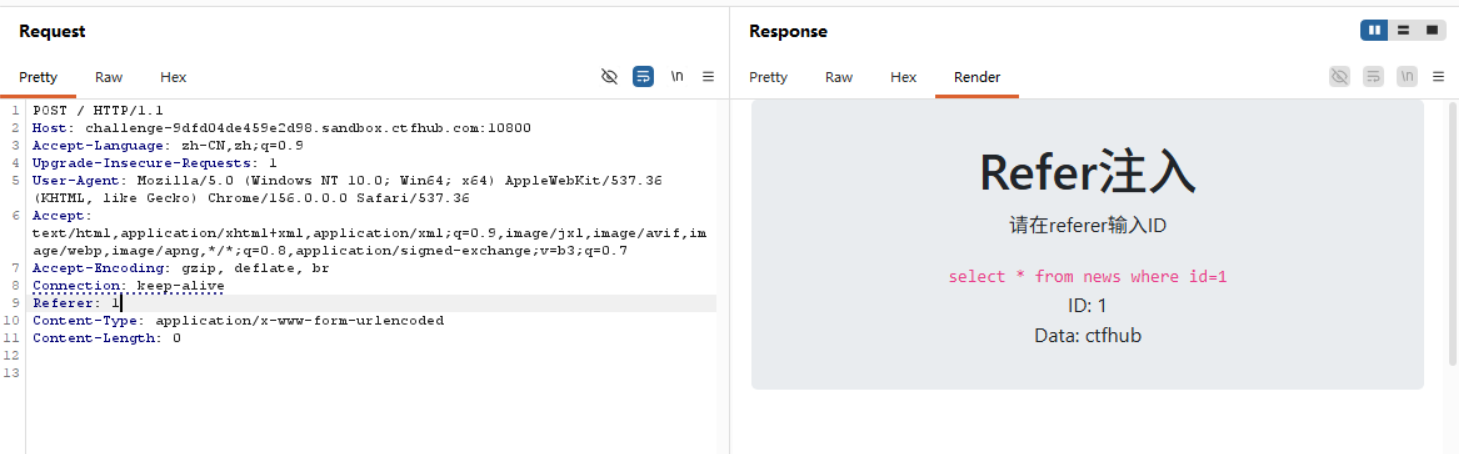 Request
Pretty Raw Hex \n
1 POST / HTTP/1.1
2 Host: challenge-9dfd04de459e2d98.sandbox.ctfhub.com:10800
3 Accept-Language: zh-CN,zh;q=0.9
4 Upgrade-Insecure-Requests: 1
5 User-Agent: Mozilla/5.0 (Windows NT 10.0; Win64; x64) AppleWebKit/537.36
(KHTML, like Gecko) Chrome/156.0.0.0 Safari/537.36
6 Accept:
text/html,application/xhtml+xml,application/xml;q=0.9,image/jxl,image/avif,im
age/webp,image/apng,*/*;q=0.8,application/signed-exchange;v=b3;q=0.7
7 Accept-Encoding: gzip, deflate, br
8 Connection: keep-alive
9 Referer: 1
10 Content-Type: application/x-www-form-urlencoded
11 Content-Length: 0
12
13
Response
Pretty Raw Hex Render \n
Refer注入
请在referer输入ID
select * from news where id=1
ID: 1
Data: ctfhub